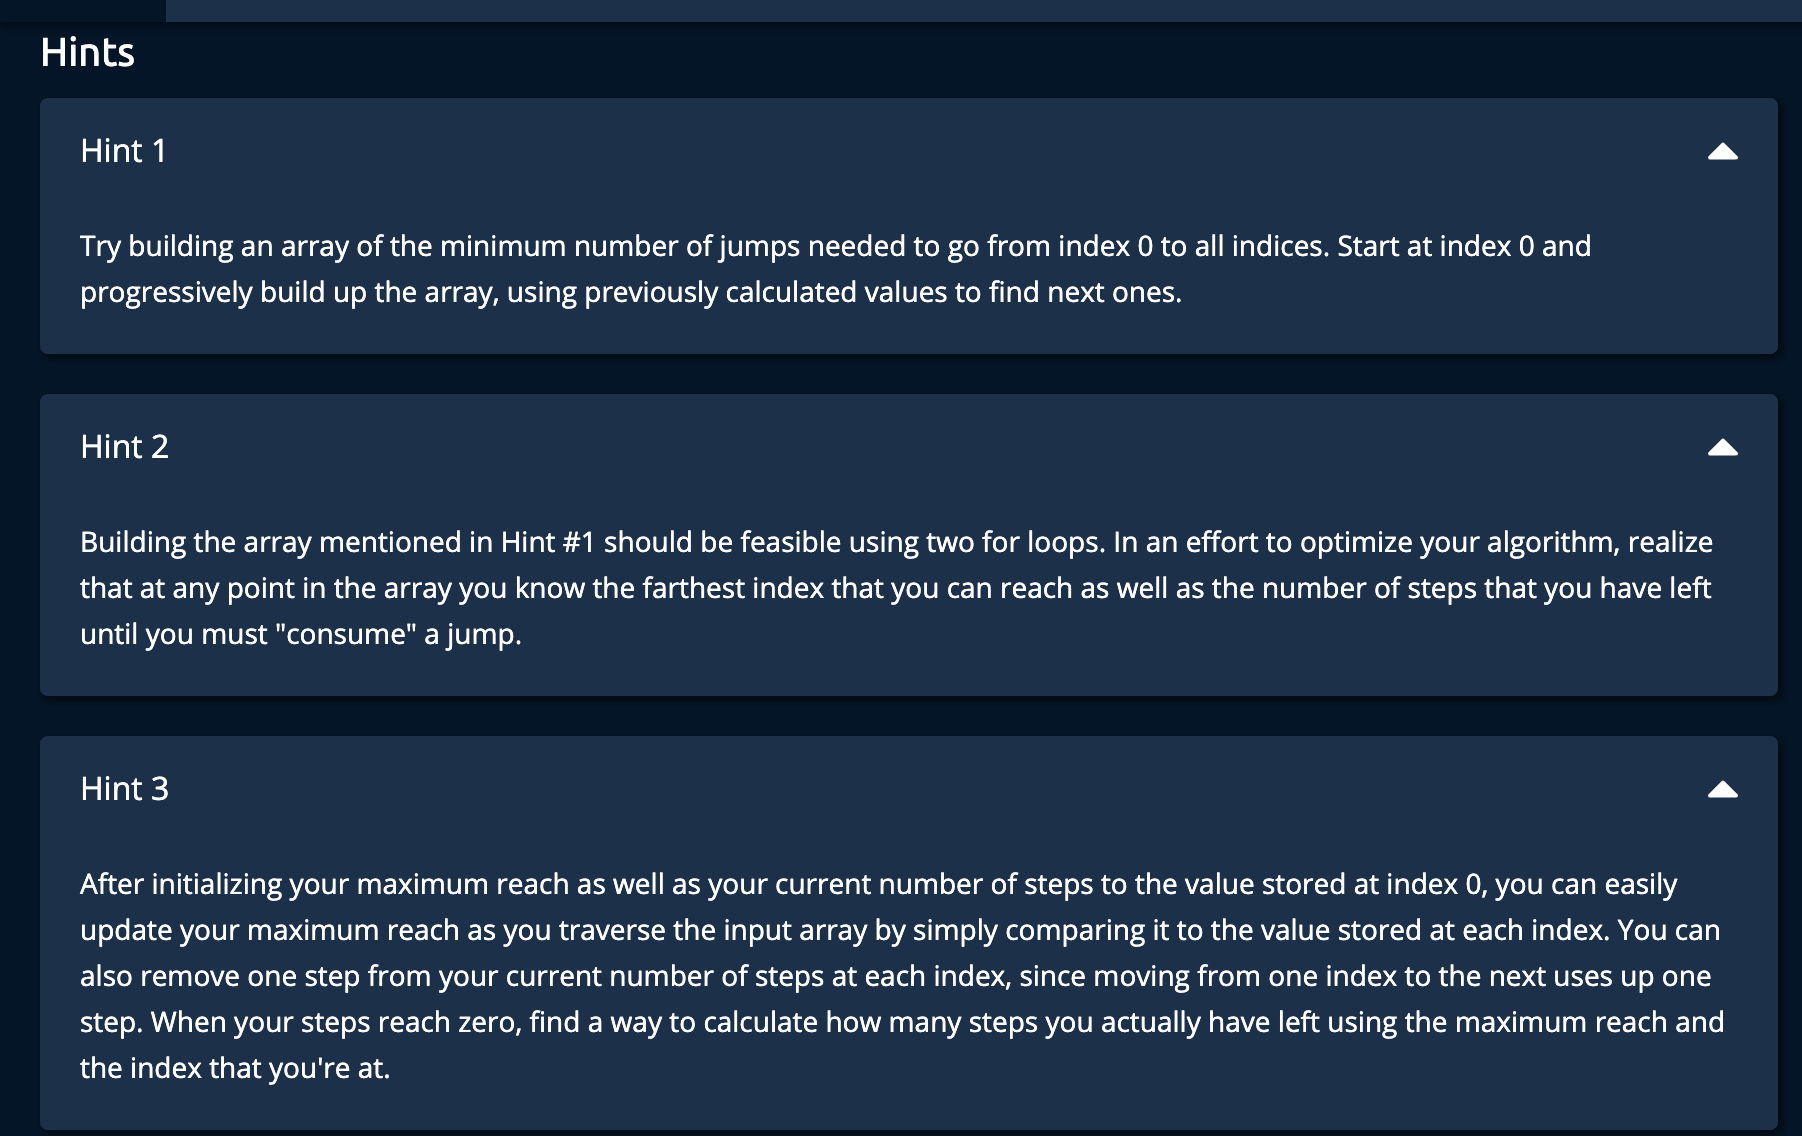 Hints
Hint 1
Try building an array of the minimum number of jumps needed to go from index 0 to all indices. Start at index 0 and
progressively build up the array, using previously calculated values to find next ones.
Hint 2
Building the array mentioned in Hint #1 should be feasible using two for loops. In an effort to optimize your algorithm, realize
that at any point in the array you know the farthest index that you can reach as well as the number of steps that you have left
until you must "consume" a jump.
Hint 3
After initializing your maximum reach as well as your current number of steps to the value stored at index 0, you can easily
update your maximum reach as you traverse the input array by simply comparing it to the value stored at each index. You can
also remove one step from your current number of steps at each index, since moving from one index to the next uses up one
step. When your steps reach zero, find a way to calculate how many steps you actually have left using the maximum reach and
the index that you're at.